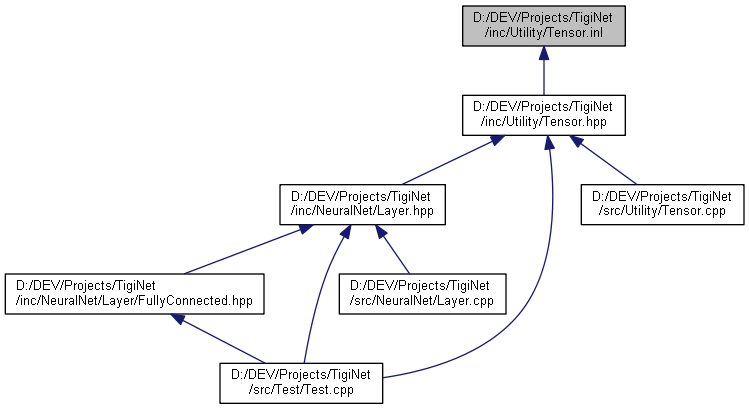 D:/DEV/Projects/TigiNet
/inc/Utility/Tensor.inl
D:/DEV/Projects/TigiNet
/inc/Utility/Tensor.hpp
D:/DEV/Projects/TigiNet
/inc/NeuralNet/Layer.hpp
D:/DEV/Projects/TigiNet
/src/Utility/Tensor.cpp
D:/DEV/Projects/TigiNet
/inc/NeuralNet/Layer/FullyConnected.hpp
D:/DEV/Projects/TigiNet
/src/NeuralNet/Layer.cpp
D:/DEV/Projects/TigiNet
/src/Test/Test.cpp